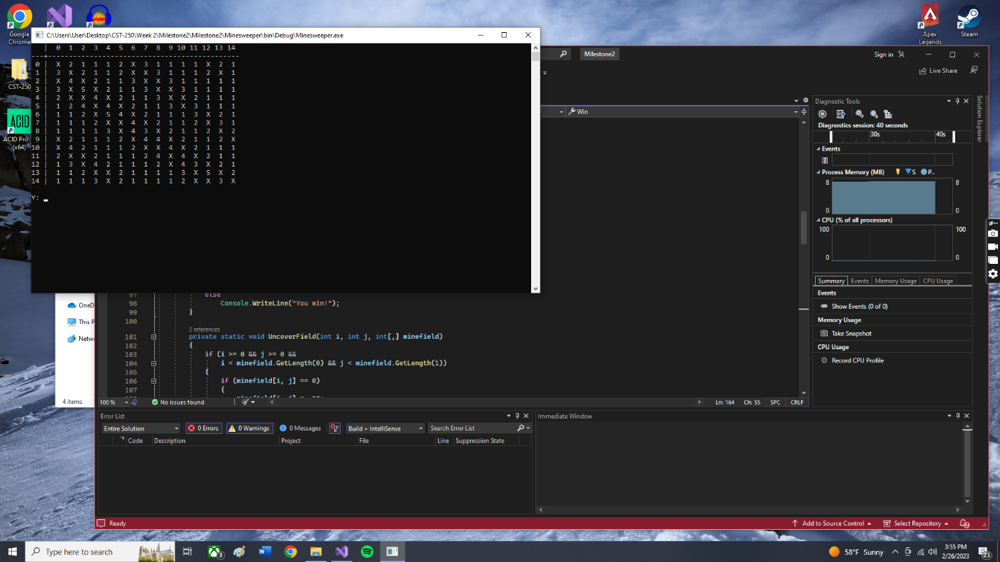 Google
Chrome
CST-250
ACID Pro
(x64)
Apex
Legends
Steam
C:\Users\User\Desktop\CST-250\Week 2\Milestone2\Milestone2\Minesweeper\bin\Debug\Minesweeper.exe
| 0 1 2 3 4 5 6 7 8 9 10 11 12 13 14
---+----------------------------------------------
0 | X 2 1 1 1 2 X 3 1 1 1 1 X 2 1
1 | 3 X 2 1 1 2 X X 3 1 1 1 2 X 1
2 | X 4 X 2 1 1 3 X X 3 1 1 1 1 1
3 | 3 X 5 X 2 1 1 3 X X 3 1 1 1 1
4 | 2 X X 4 X 2 1 1 3 X X 2 1 1 1
5 | 1 2 4 X 4 X 2 1 1 3 X 3 1 1 1
6 | 1 1 2 X 5 4 X 2 1 1 1 3 X 2 1
7 | 1 1 1 2 X X 4 X 2 1 1 2 X 3 1
8 | 1 1 1 1 3 X 4 3 X 2 1 1 2 X 2
9 | X 2 1 1 1 2 X 4 4 X 2 1 1 2 X
10 | X 4 2 1 1 1 2 X X 4 X 2 1 1 1
11 | 2 X X 2 1 1 1 2 4 X 4 X 2 1 1
12 | 1 3 X 4 2 1 1 1 2 X 4 3 X 2 1
13 | 1 1 2 X X 2 1 1 1 1 3 X 5 X 2
14 | 1 1 1 3 X 2 1 1 1 1 2 X X 3 X
Y:
Milestone2
Sign in
Live Share
Win
Solution Explorer
Diagnostic Tools
Diagnostics session: 40 seconds
30s 40s
Events
Process Memory (MB) S P..
8 8
0 0
CPU (% of all processors)
100 100
0 0
Summary Events Memory Usage CPU Usage
Events
Show Events (0 of 0)
Memory Usage
Take Snapshot
CPU Usage
Record CPU Profile
OneD
This P
Netwo
4 items
97 else
98 Console.WriteLine("You win!");
99 }
100
2 references
101 private static void UncoverField(int i, int j, int[,] minefield)
102 {
103 if (i >= 0 && j >= 0 &&
104 i < minefield.GetLength(0) && j < minefield.GetLength(1))
105 {
106 if (minefield[i, j] == 0)
107 {
100 % No issues found Ln: 164 Ch: 55 SPC CRLF
Error List
Entire Solution 0 Errors 0 Warnings 0 Messages Build + IntelliSense Search Error List
Code Description Project File Line Suppression State
Immediate Window
Ready Add to Source Control Select Repository 2
Type here to search 3 58°F Sunny 3:55 PM
2/26/2023 23